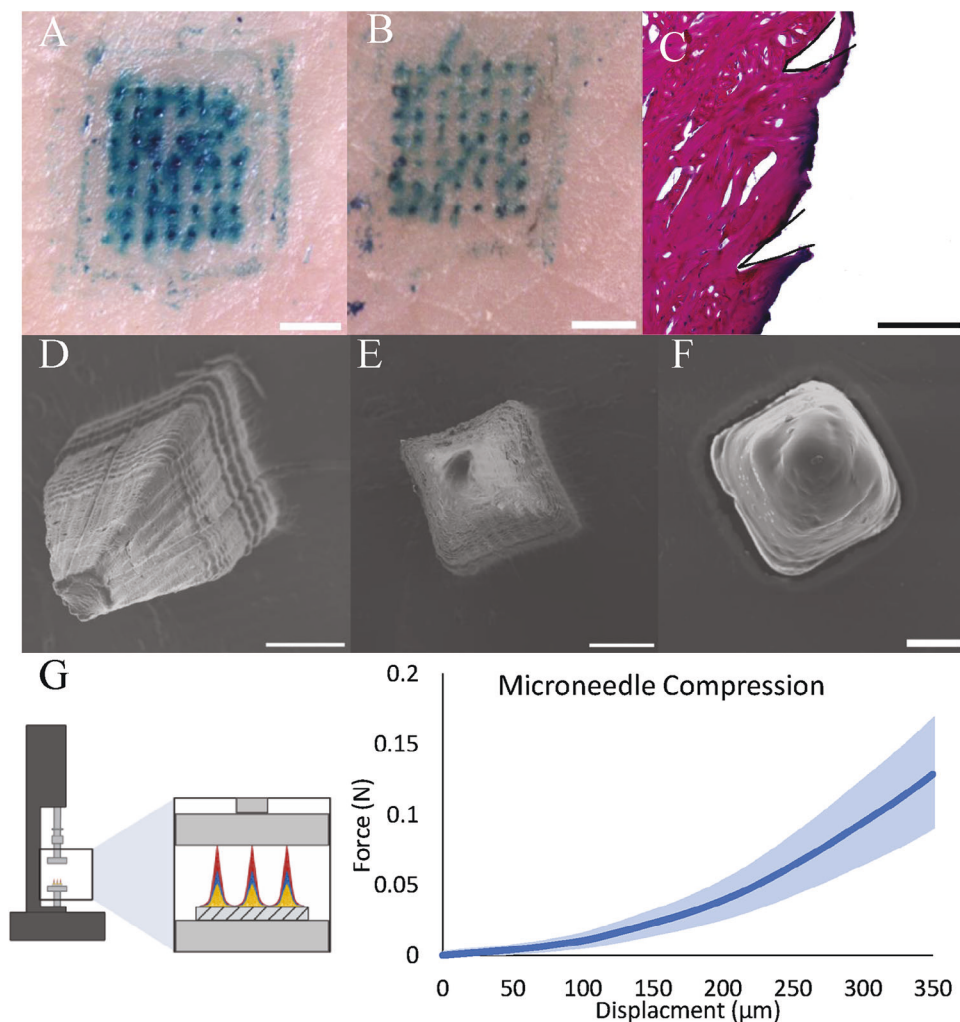 A
B
C
D
E
F
G
Microneedle Compression
Force (N)
0.2
0.15
0.1
0.05
0
0 50 100 150 200 250 300 350
Displacment (µm)